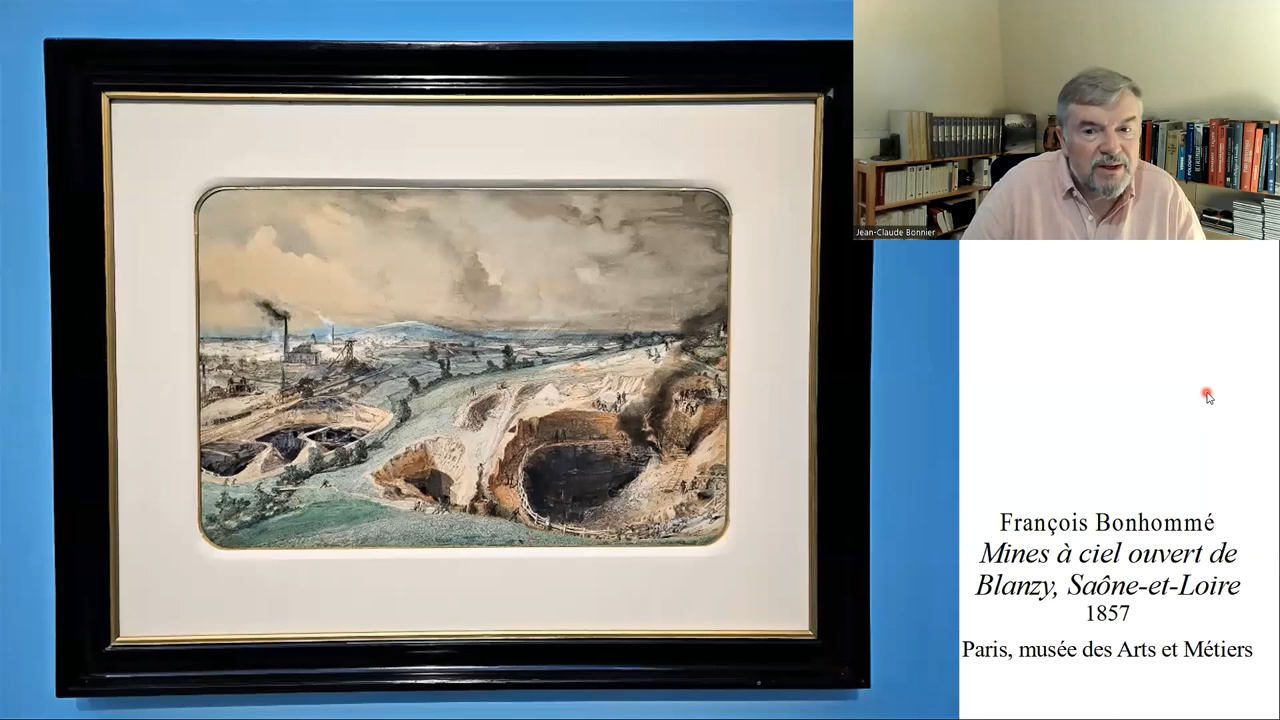 Jean-Claude Bonnier
François Bonhommé
Mines à ciel ouvert de
Blanzy, Saône-et-Loire
1857
Paris, musée des Arts et Métiers